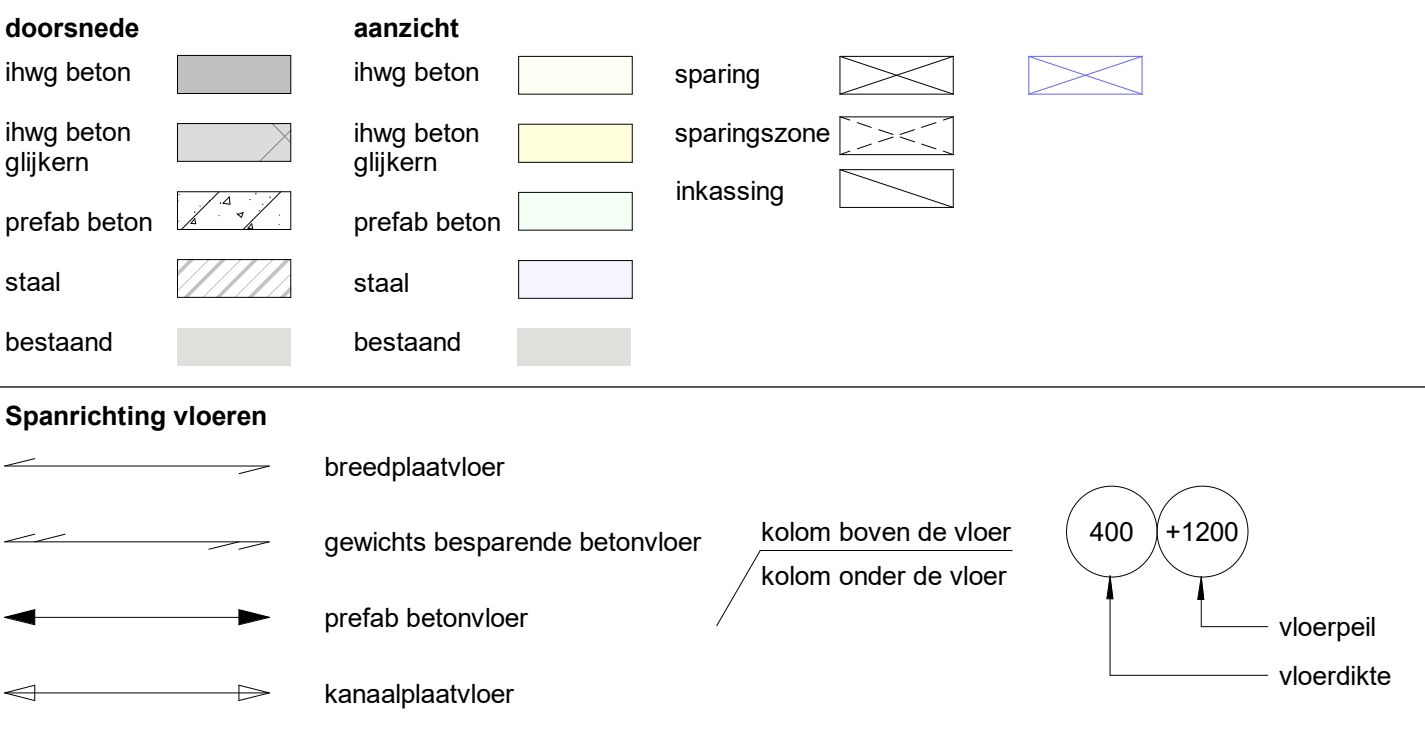 doorsnede
ihwg beton
ihwg beton
glijkern
prefab beton
staal
bestaand
aanzicht
ihwg beton
ihwg beton
glijkern
prefab beton
staal
bestaand
sparing
sparingszone
inkassing
Spanrichting vloeren
breedplaatvloer
gewichts besparende betonvloer
prefab betonvloer
kanaalplaatvloer
kolom boven de vloer
kolom onder de vloer
400
+1200
vloerpeil
vloerdikte